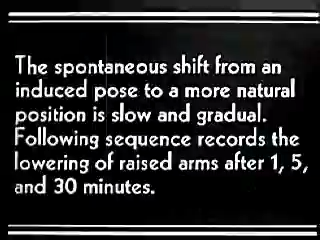 The spontaneous shift from an
induced pose to a more natural
position is slow and gradual.
Following sequence records the
lowering of raised arms after 1, 5,
and 30 minutes.